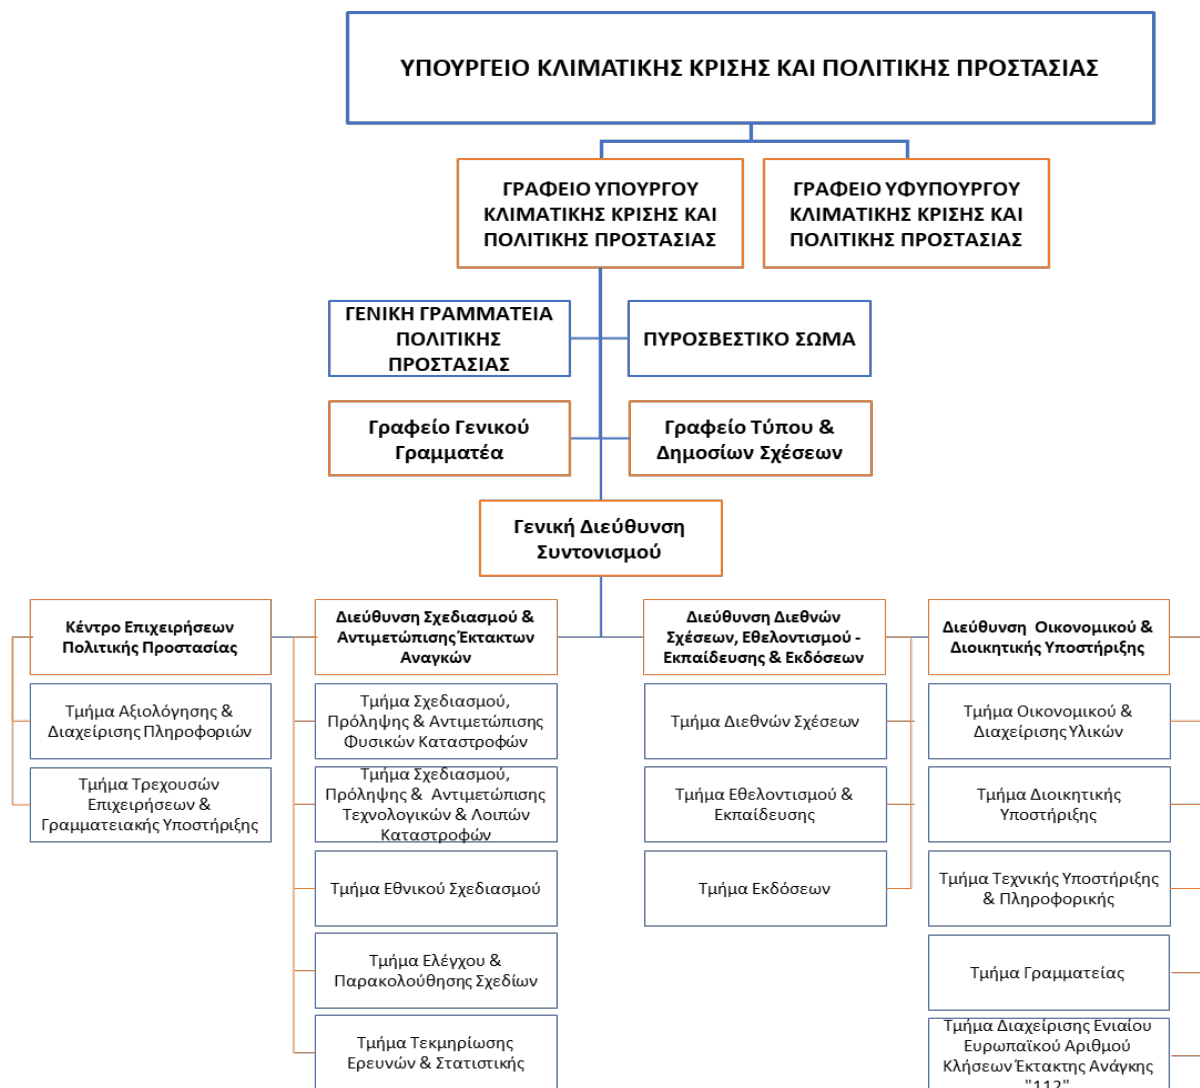 ΥΠΟΥΡΓΕΙΟ ΚΛΙΜΑΤΙΚΗΣ ΚΡΙΣΗΣ ΚΑΙ ΠΟΛΙΤΙΚΗΣ ΠΡΟΣΤΑΣΙΑΣ
ΓΡΑΦΕΙΟ ΥΠΟΥΡΓΟΥ
ΚΛΙΜΑΤΙΚΗΣ ΚΡΙΣΗΣ ΚΑΙ
ΠΟΛΙΤΙΚΗΣ ΠΡΟΣΤΑΣΙΑΣ
ΓΡΑΦΕΙΟ ΥΦΥΠΟΥΡΓΟΥ
ΚΛΙΜΑΤΙΚΗΣ ΚΡΙΣΗΣ ΚΑΙ
ΠΟΛΙΤΙΚΗΣ ΠΡΟΣΤΑΣΙΑΣ
ΓΕΝΙΚΗ ΓΡΑΜΜΑΤΕΙΑ
ΠΟΛΙΤΙΚΗΣ
ΠΡΟΣΤΑΣΙΑΣ
ΠΥΡΟΣΒΕΣΤΙΚΟ ΣΩΜΑ
Γραφείο Γενικού
Γραμματέα
Γραφείο Τύπου &
Δημοσίων Σχέσεων
Γενική Διεύθυνση
Συντονισμού
Κέντρο Επιχειρήσεων
Πολιτικής Προστασίας
Τμήμα Αξιολόγησης &
Διαχείρισης Πληροφοριών
Τμήμα Τρεχουσών
Επιχειρήσεων &
Γραμματειακής Υποστήριξης
Διεύθυνση Σχεδιασμού &
Αντιμετώπισης Έκτακτων
Αναγκών
Τμήμα Σχεδιασμού,
Πρόληψης & Αντιμετώπισης
Φυσικών Καταστροφών
Τμήμα Σχεδιασμού,
Πρόληψης & Αντιμετώπισης
Τεχνολογικών & Λοιπών
Καταστροφών
Τμήμα Εθνικού Σχεδιασμού
Τμήμα Ελέγχου &
Παρακολούθησης Σχεδίων
Τμήμα Τεκμηρίωσης
Ερευνών & Στατιστικής
Διεύθυνση Διεθνών
Σχέσεων, Εθελοντισμού -
Εκπαίδευσης & Εκδόσεων
Τμήμα Διεθνών Σχέσεων
Τμήμα Εθελοντισμού &
Εκπαίδευσης
Τμήμα Εκδόσεων
Διεύθυνση Οικονομικού &
Διοικητικής Υποστήριξης
Τμήμα Οικονομικού &
Διαχείρισης Υλικών
Τμήμα Διοικητικής
Υποστήριξης
Τμήμα Τεχνικής Υποστήριξης
& Πληροφορικής
Τμήμα Γραμματείας
Τμήμα Διαχείρισης Ενιαίου
Ευρωπαϊκού Αριθμού
Κλήσεων Έκτακτης Ανάγκης
"112"